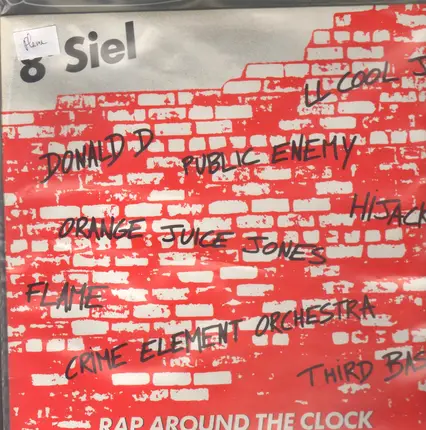 Flame
8° Siel
LL COOL J
DONALD D
PUBLIC ENEMY
HIJACK
ORANGE JUICE JONES
FLAME
CRIME ELEMENT ORCHESTRA
THIRD BAS
RAP AROUND THE CLOCK